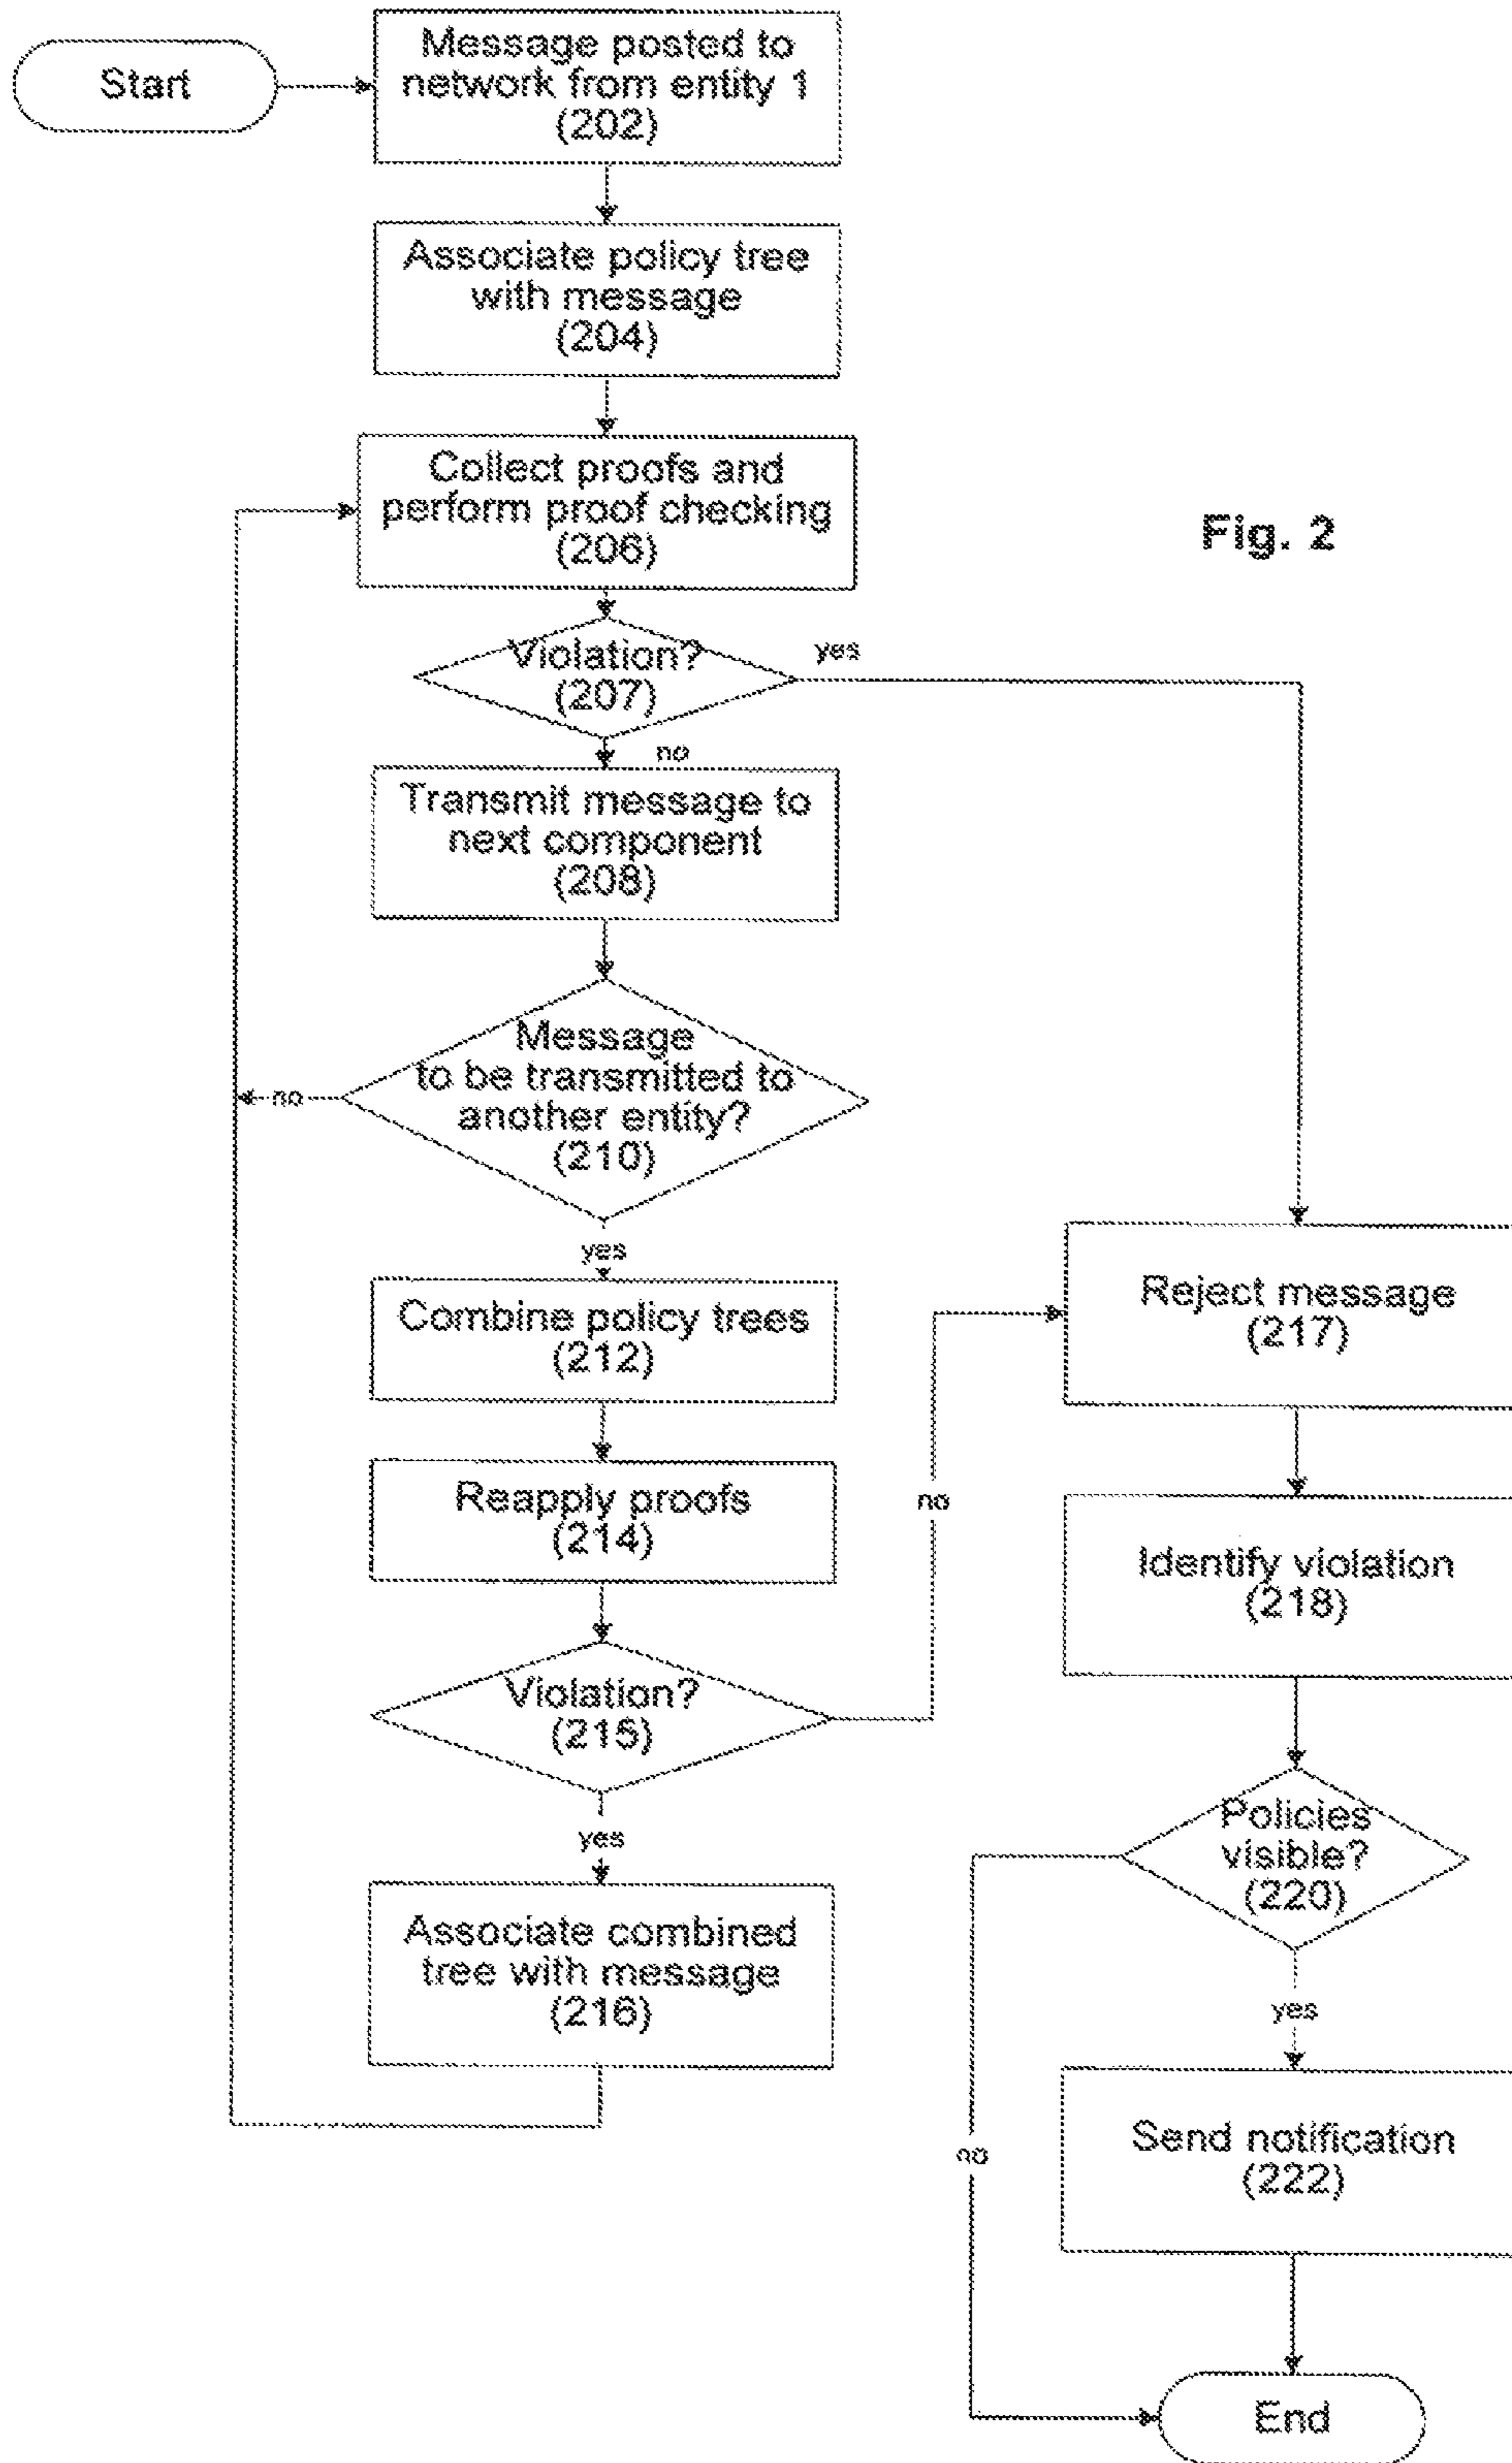 Start
Message posted to
network from entity 1
(202)
Associate policy tree
with message
(204)
Collect proofs and
perform proof checking
(206)
Fig. 2
Violation?
(207)
yes
no
Transmit message to
next component
(208)
Message
to be transmitted to
another entity?
(210)
no
yes
Combine policy trees
(212)
Reapply proofs
(214)
Violation?
(215)
no
yes
Associate combined
tree with message
(216)
Reject message
(217)
Identify violation
(218)
Policies
visible?
(220)
yes
no
Send notification
(222)
End